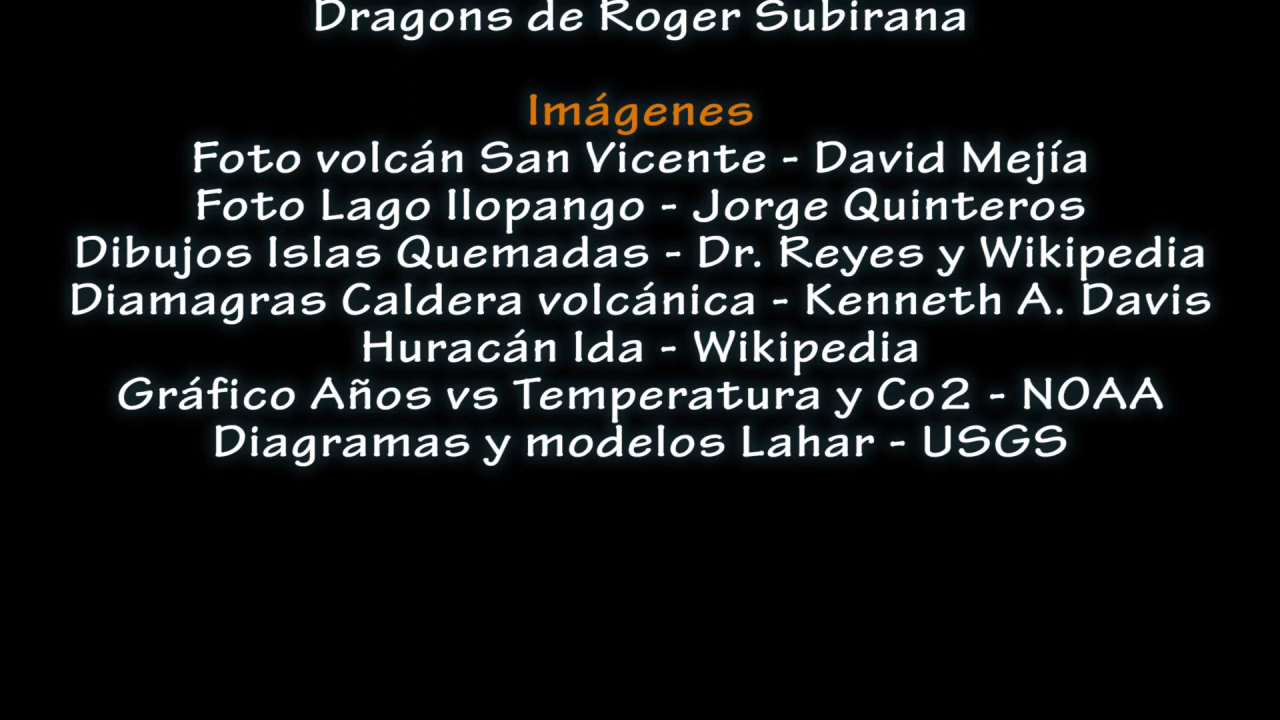 Dragons de Roger Subirana
Imágenes
Foto volcán San Vicente - David Mejía
Foto Lago Ilopango - Jorge Quinteros
Dibujos Islas Quemadas - Dr. Reyes y Wikipedia
Diamagras Caldera volcánica - Kenneth A. Davis
Huracán Ida - Wikipedia
Gráfico Años vs Temperatura y Co2 - NOAA
Diagramas y modelos Lahar - USGS